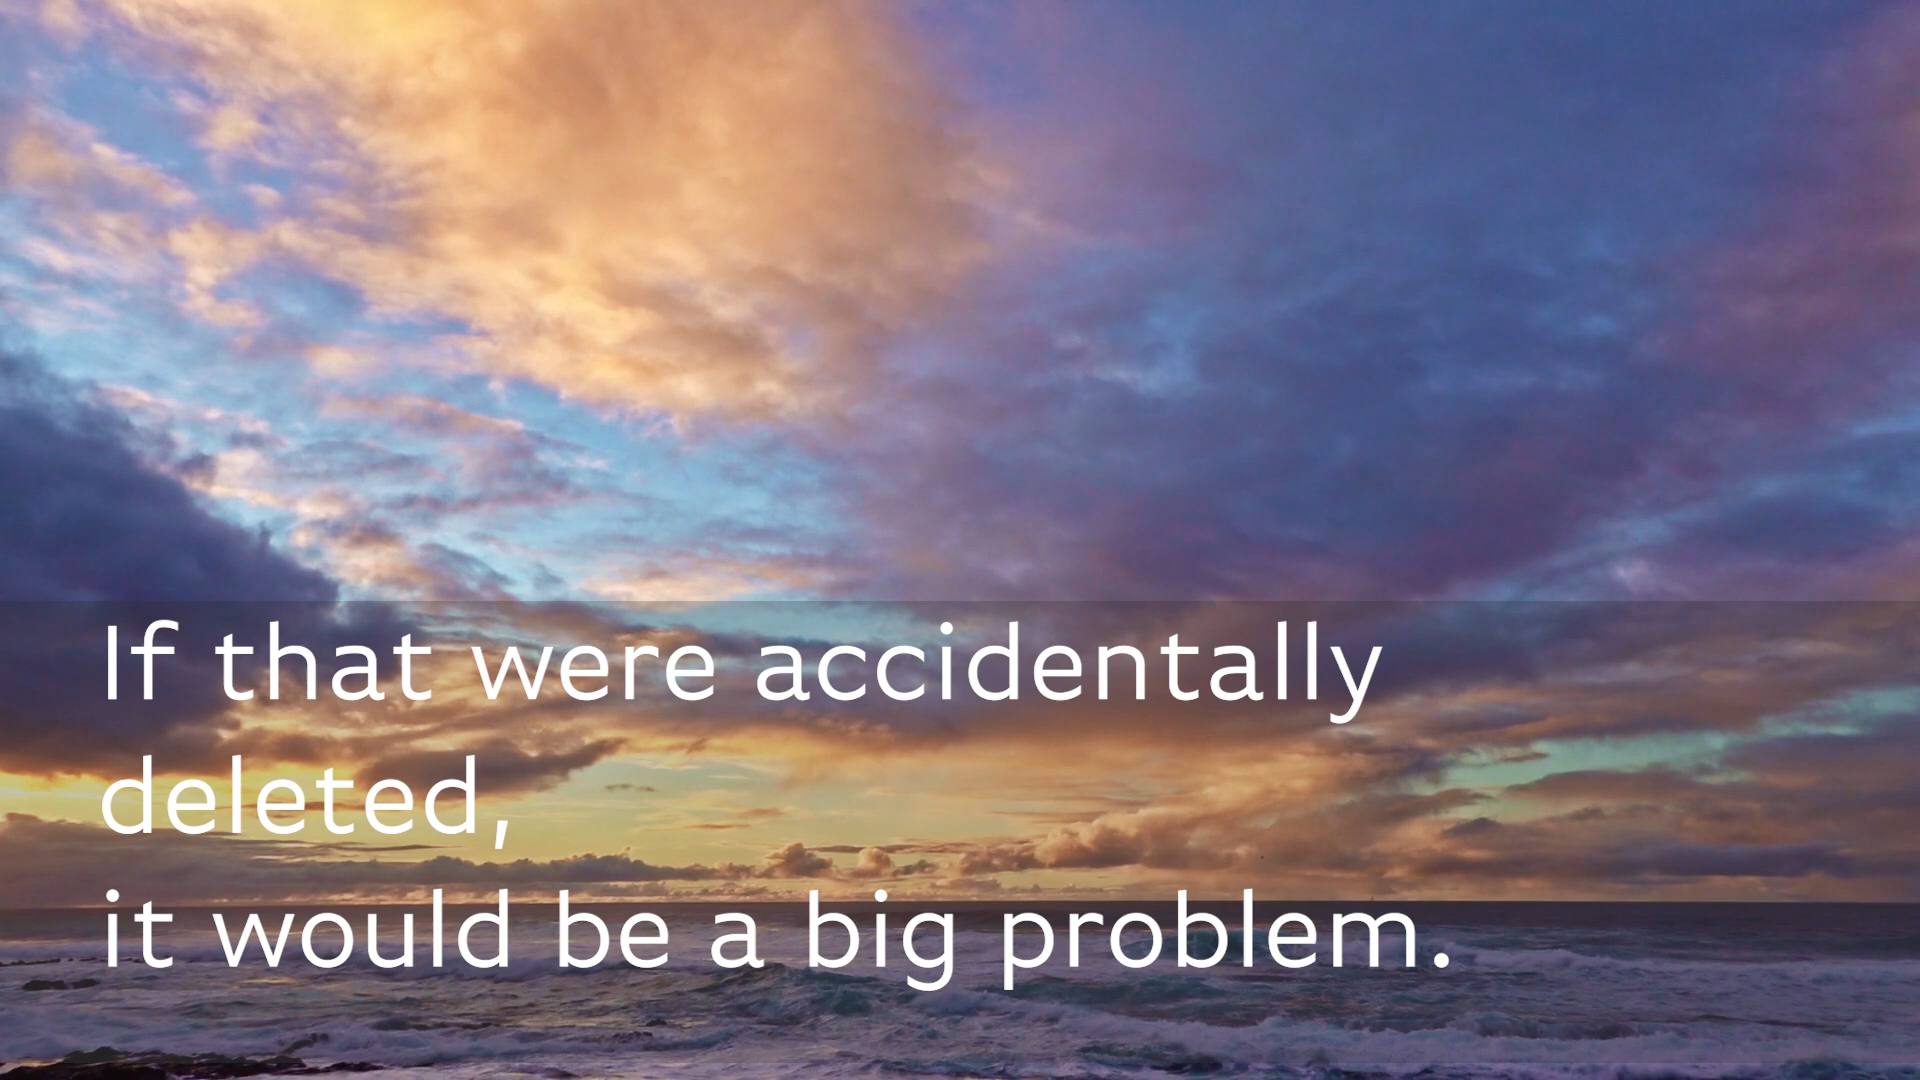 If that were accidentally
deleted,
it would be a big problem.